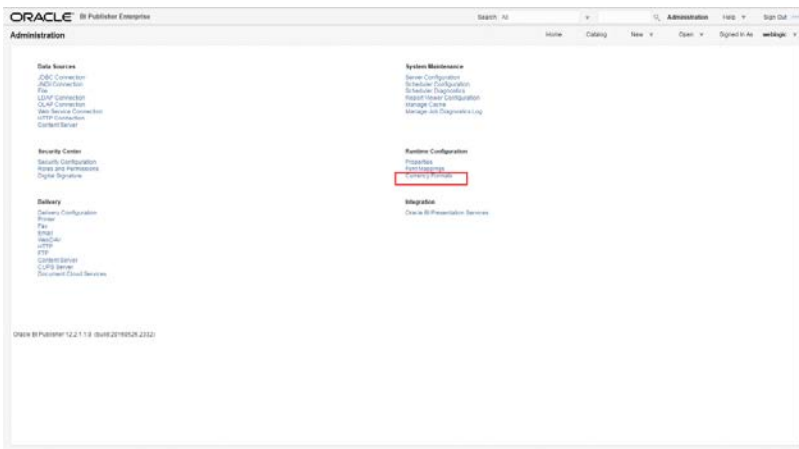 ORACLE BI Publisher Enterprise Search All Administration Help Sign Out
Administration Home Catalog New Open Signed In As weblogic
Data Sources
JDBC Connection
JNDI Connection
File
LDAP Connection
OLAP Connection
Web Service Connection
HTTP Connection
Content Server
System Maintenance
Server Configuration
Scheduler Configuration
Scheduler Diagnostics
Report Viewer Configuration
Manage Cache
Manage Job Diagnostics Log
Security Center
Security Configuration
Roles and Permissions
Digital Signature
Runtime Configuration
Properties
Font Mappings
Currency Formats
Delivery
Delivery Configuration
Printer
Fax
Email
WebDAV
HTTP
FTP
Content Server
CUPS Server
Document Cloud Services
Integration
Oracle BI Presentation Services
Oracle BI Publisher 12.2.1.1.0 (build:20160526.2332)